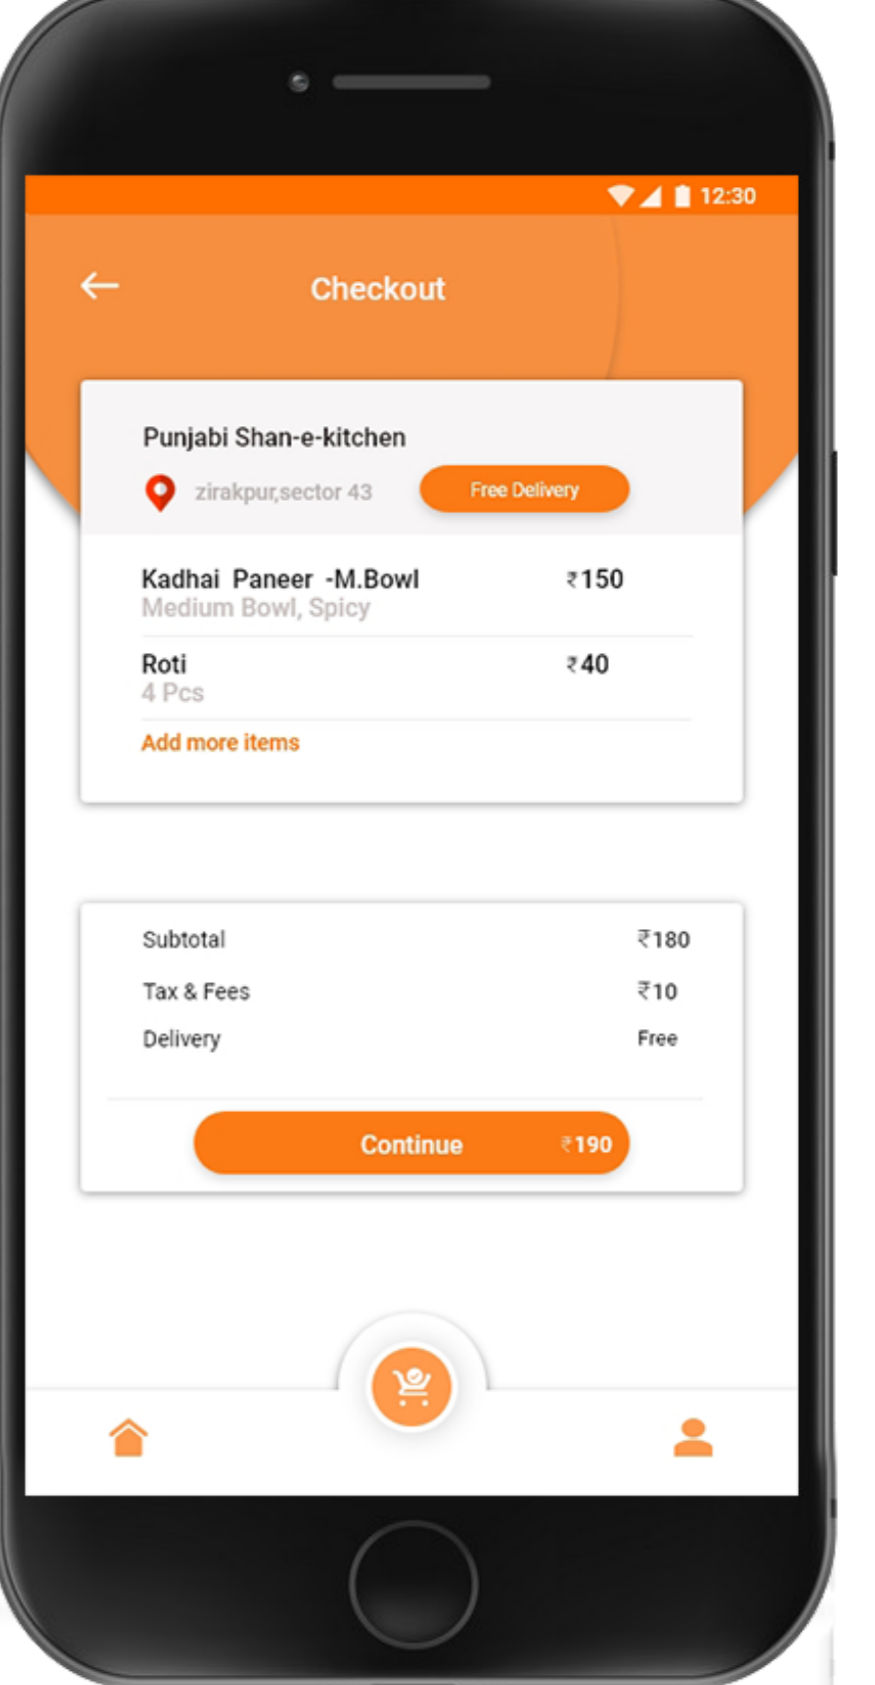 12:30
Checkout
Punjabi Shan-e-kitchen
zirakpur,sector 43 Free Delivery
Kadhai Paneer -M.Bowl ₹150
Medium Bowl, Spicy
Roti ₹40
4 Pcs
Add more items
Subtotal ₹180
Tax & Fees ₹10
Delivery Free
Continue ₹190